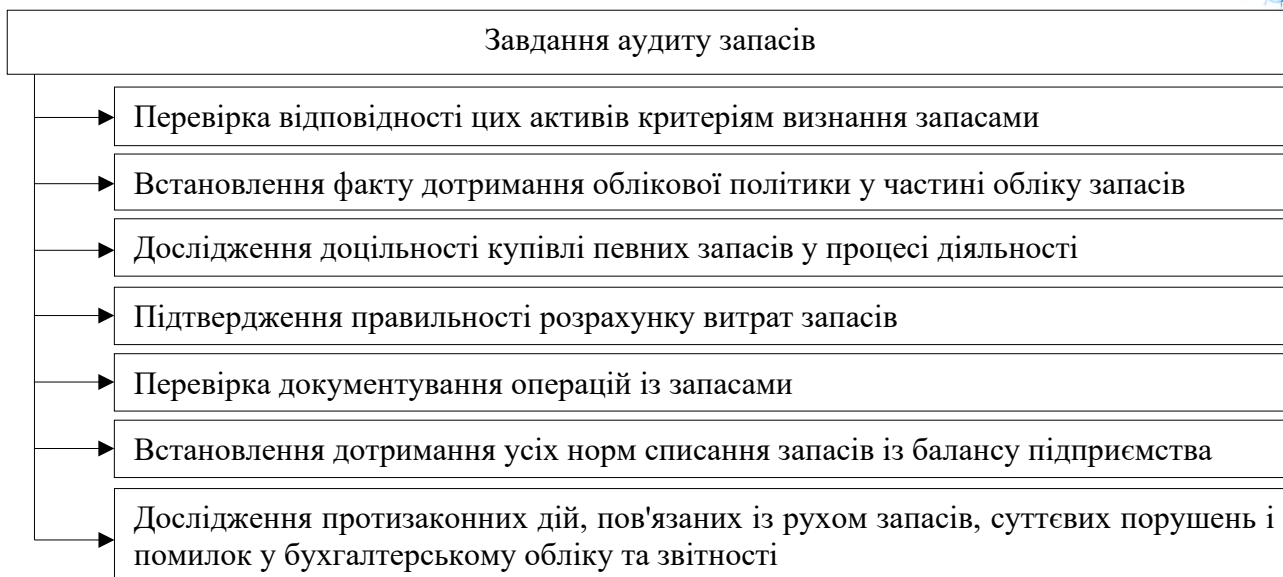 Завдання аудиту запасів
Перевірка відповідності цих активів критеріям визнання запасами
Встановлення факту дотримання облікової політики у частині обліку запасів
Дослідження доцільності купівлі певних запасів у процесі діяльності
Підтвердження правильності розрахунку витрат запасів
Перевірка документування операцій із запасами
Встановлення дотримання усіх норм списання запасів із балансу підприємства
Дослідження протизаконних дій, пов'язаних із рухом запасів, суттєвих порушень і
помилок у бухгалтерському обліку та звітності